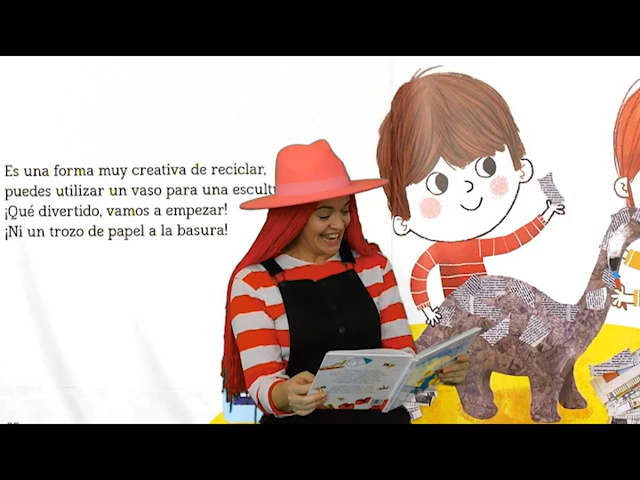 Es una forma muy creativa de reciclar,
puedes utilizar un vaso para una
¡Qué divertido, vamos a empezar!
¡Ni un trozo de papel a la basura!